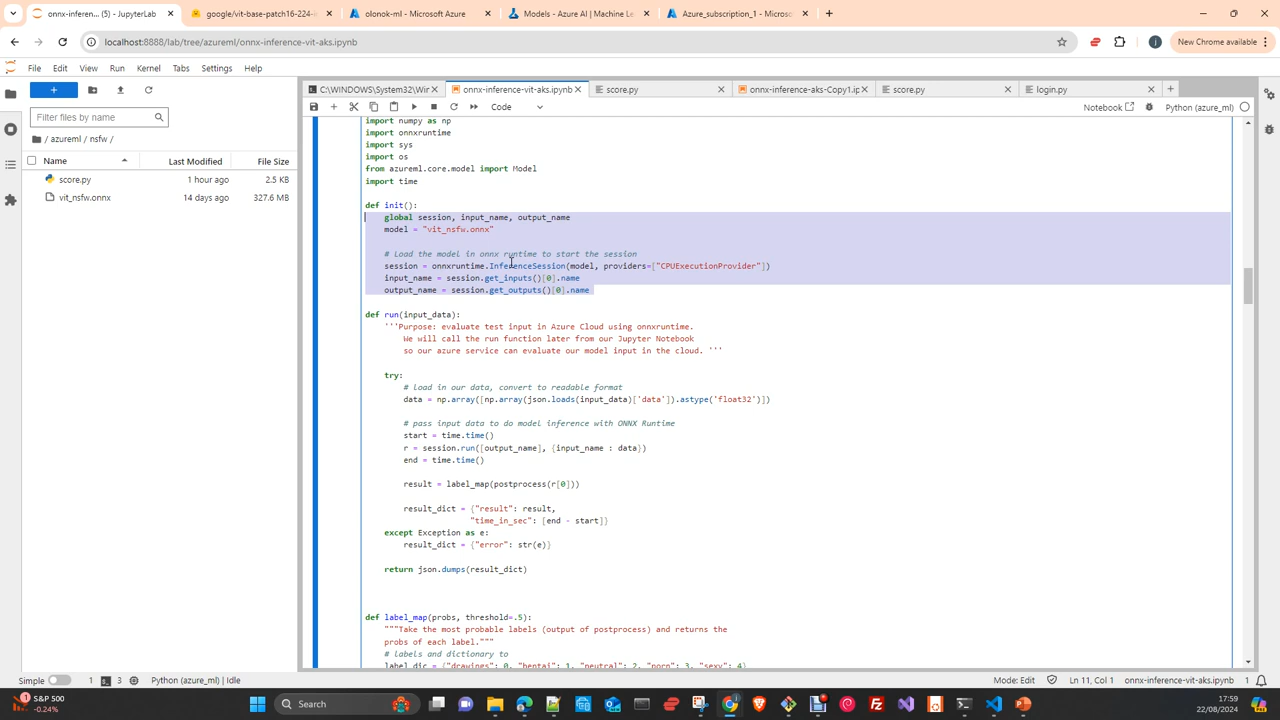 onnx-inferen... (5) - JupyterLab
google/vit-base-patch16-224-i
olonok-ml - Microsoft Azure
Models - Azure AI | Machine Le
Azure_subscription_1 - Microso
localhost:8888/lab/tree/azureml/onnx-inference-vit-aks.ipynb
New Chrome available
File Edit View Run Kernel Tabs Settings Help
C:\WINDOWS\System32\Wir
onnx-inference-vit-aks.ipynb
score.py
onnx-inference-aks-Copy1.ip
score.py
login.py
Code
Notebook
Python (azure_ml)
Filter files by name
/ azureml / nsfw /
Name Last Modified File Size
score.py 1 hour ago 2.5 KB
vit_nsfw.onnx 14 days ago 327.6 MB
import numpy as np
import onnxruntime
import sys
import os
from azureml.core.model import Model
import time
def init():
global session, input_name, output_name
model = "vit_nsfw.onnx"
# Load the model in onnx runtime to start the session
session = onnxruntime.InferenceSession(model, providers=["CPUExecutionProvider"])
input_name = session.get_inputs()[0].name
output_name = session.get_outputs()[0].name
def run(input_data):
'''Purpose: evaluate test input in Azure Cloud using onnxruntime.
We will call the run function later from our Jupyter Notebook
so our azure service can evaluate our model input in the cloud. '''
try:
# load in our data, convert to readable format
data = np.array([np.array(json.loads(input_data)['data']).astype('float32')])
# pass input data to do model inference with ONNX Runtime
start = time.time()
r = session.run([output_name], {input_name : data})
end = time.time()
result = label_map(postprocess(r[0]))
result_dict = {"result": result,
"time_in_sec": [end - start]}
except Exception as e:
result_dict = {"error": str(e)}
return json.dumps(result_dict)
def label_map(probs, threshold=.5):
"""Take the most probable labels (output of postprocess) and returns the
probs of each label."""
# labels and dictionary to
label_dic = {"drawings": 0, "hentai": 1, "neutral": 2, "porn": 3, "sexy": 4}
Simple
1
3
Python (azure_ml) | Idle
Mode: Edit
Ln 11, Col 1
onnx-inference-vit-aks.ipynb
1
S&P 500
-0.24%
Search
17:59
22/08/2024